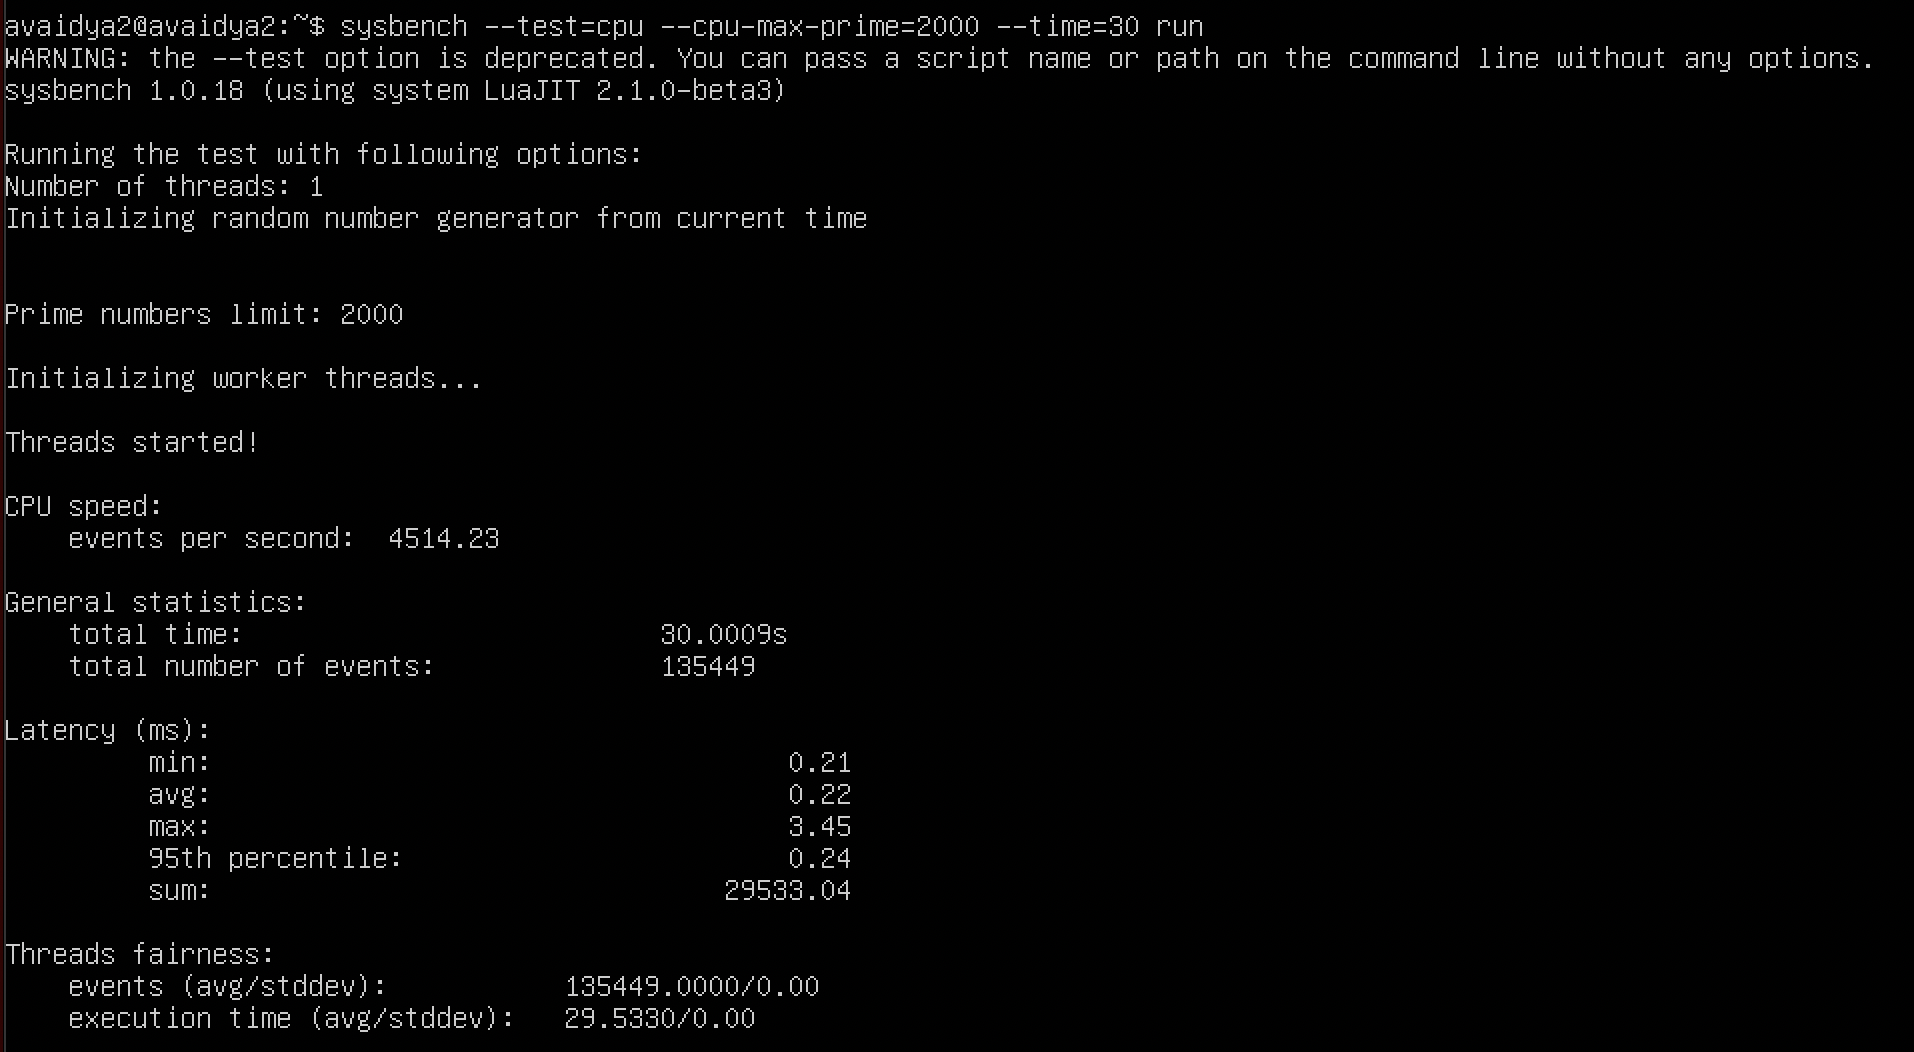 avaidya2@avaidya2:~$ sysbench --test=cpu --cpu-max-prime=2000 --time=30 run
WARNING: the --test option is deprecated. You can pass a script name or path on the command line without any options.
sysbench 1.0.18 (using system LuaJIT 2.1.0-beta3)

Running the test with following options:
Number of threads: 1
Initializing random number generator from current time


Prime numbers limit: 2000

Initializing worker threads...

Threads started!

CPU speed:
    events per second:  4514.23

General statistics:
    total time:                          30.0009s
    total number of events:              135449

Latency (ms):
         min:                                    0.21
         avg:                                    0.22
         max:                                    3.45
         95th percentile:                        0.24
         sum:                                29533.04

Threads fairness:
    events (avg/stddev):           135449.0000/0.00
    execution time (avg/stddev):   29.5330/0.00